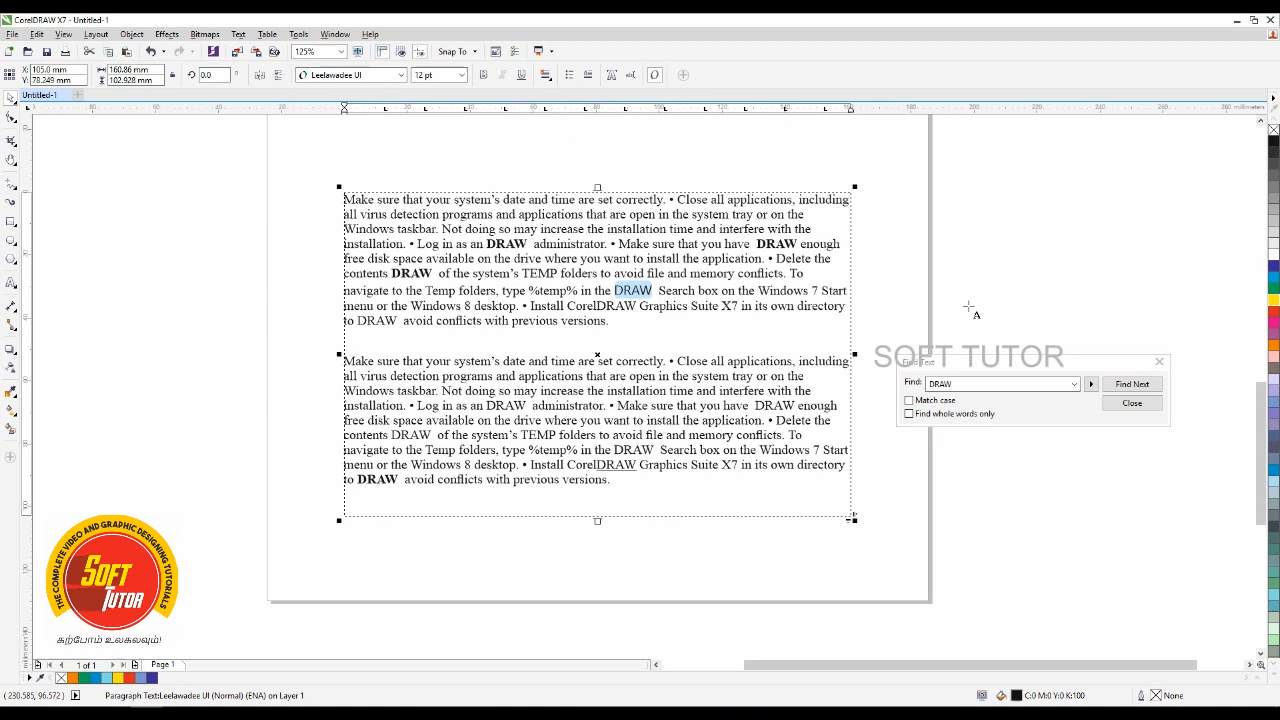 CorelDRAW X7 - Untitled-1
File Edit View Layout Object Effects Bitmaps Text Table Tools Window Help
125% Snap To
X: 105.0 mm 160.86 mm
Y: 78.249 mm 102.928 mm
0.0 Leelawadee UI 12 pt
Untitled-1
millimeters
Make sure that your system's date and time are set correctly. • Close all applications, including
all virus detection programs and applications that are open in the system tray or on the
Windows taskbar. Not doing so may increase the installation time and interfere with the
installation. • Log in as an DRAW administrator. • Make sure that you have DRAW enough
free disk space available on the drive where you want to install the application. • Delete the
contents DRAW of the system's TEMP folders to avoid file and memory conflicts. To
navigate to the Temp folders, type %temp% in the DRAW Search box on the Windows 7 Start
menu or the Windows 8 desktop. • Install CorelDRAW Graphics Suite X7 in its own directory
to DRAW avoid conflicts with previous versions.
Make sure that your system's date and time are set correctly. • Close all applications, including
all virus detection programs and applications that are open in the system tray or on the
Windows taskbar. Not doing so may increase the installation time and interfere with the
installation. • Log in as an DRAW administrator. • Make sure that you have DRAW enough
free disk space available on the drive where you want to install the application. • Delete the
contents DRAW of the system's TEMP folders to avoid file and memory conflicts. To
navigate to the Temp folders, type %temp% in the DRAW Search box on the Windows 7 Start
menu or the Windows 8 desktop. • Install CorelDRAW Graphics Suite X7 in its own directory
to DRAW avoid conflicts with previous versions.
SOFT TUTOR
Find Text
Find: DRAW Find Next
Match case Close
Find whole words only
THE COMPLETE VIDEO AND GRAPHIC DESIGNING TUTORIALS
SOFT
TUTOR
கற்போம் உலகலவும்!
1 of 1 Page 1
(230.585, 96.572) Paragraph Text:Leelawadee UI (Normal) (ENA) on Layer 1 C:0 M:0 Y:0 K:100 None